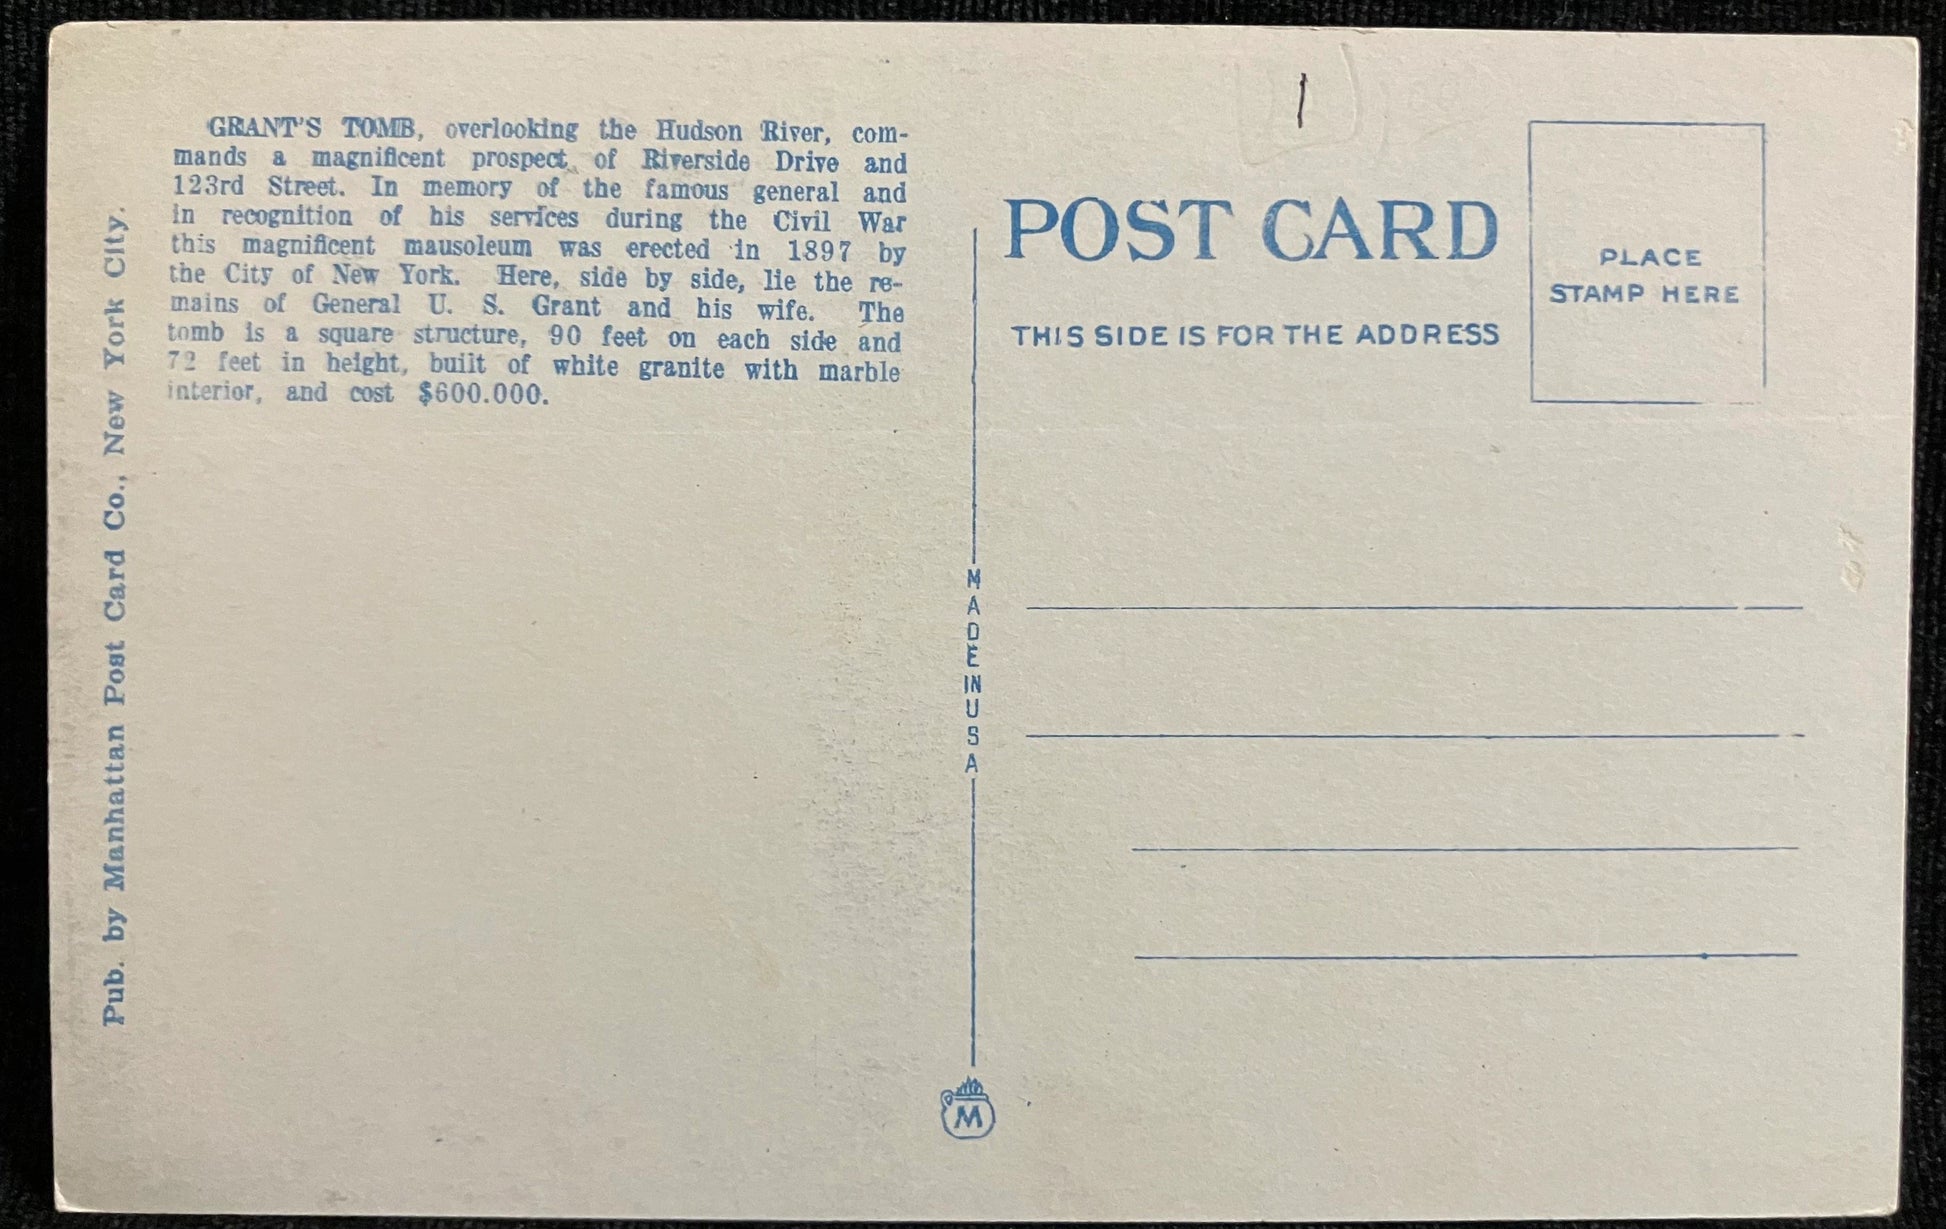 GRANT'S TOMB, overlooking the Hudson River, com-
mands a magnificent prospect of Riverside Drive and
123rd Street. In memory of the famous general and
in recognition of his services during the Civil War
this magnificent mausoleum was erected in 1897 by
the City of New York. Here, side by side, lie the re-
mains of General U. S. Grant and his wife. The
tomb is a square structure, 90 feet on each side and
72 feet in height, built of white granite with marble
interior, and cost $600.000.
Pub. by Manhattan Post Card Co., New York City.
MADE IN USA
M
1
POST CARD
THIS SIDE IS FOR THE ADDRESS
PLACE
STAMP HERE